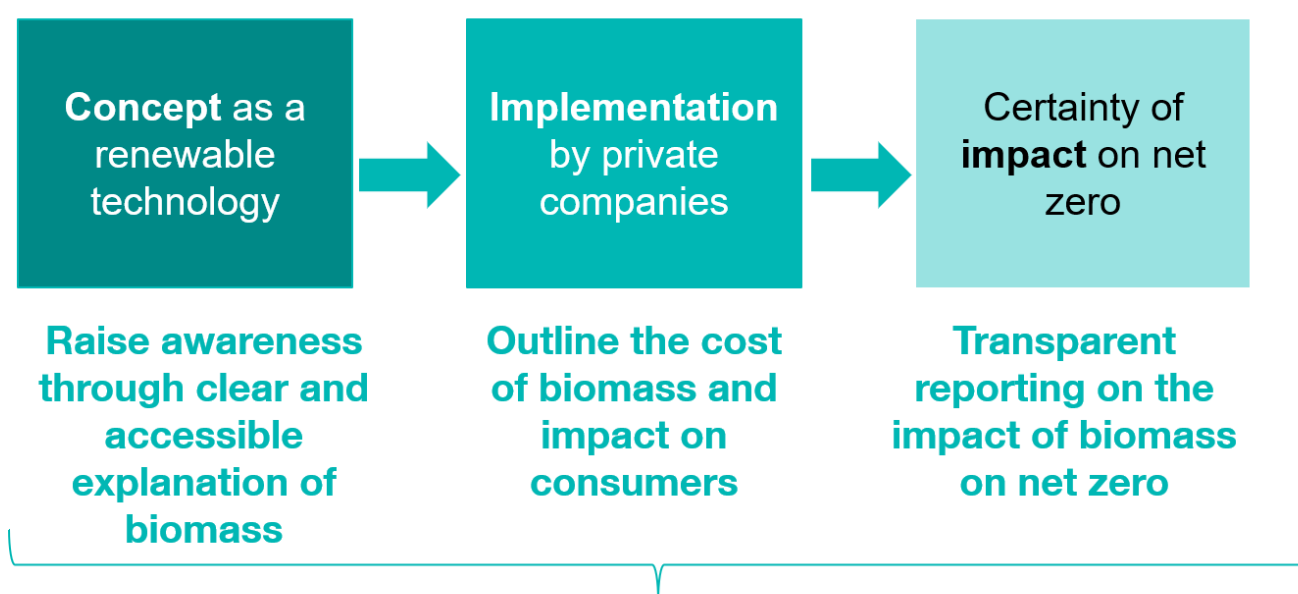 Concept as a
renewable
technology
Implementation
by private
companies
Certainty of
impact on net
zero
Raise awareness
through clear and
accessible
explanation of
biomass
Outline the cost
of biomass and
impact on
consumers
Transparent
reporting on the
impact of biomass
on net zero